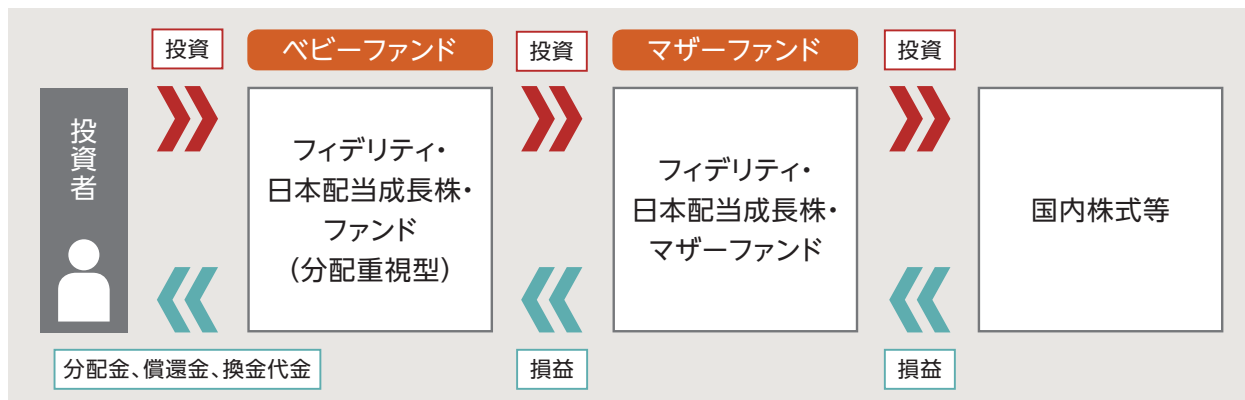 投資
ベビーファンド
投資
マザーファンド
投資
投資者
フィデリティ・
日本配当成長株・
ファンド
(分配重視型)
フィデリティ・
日本配当成長株・
マザーファンド
国内株式等
分配金、償還金、換金代金
損益
損益